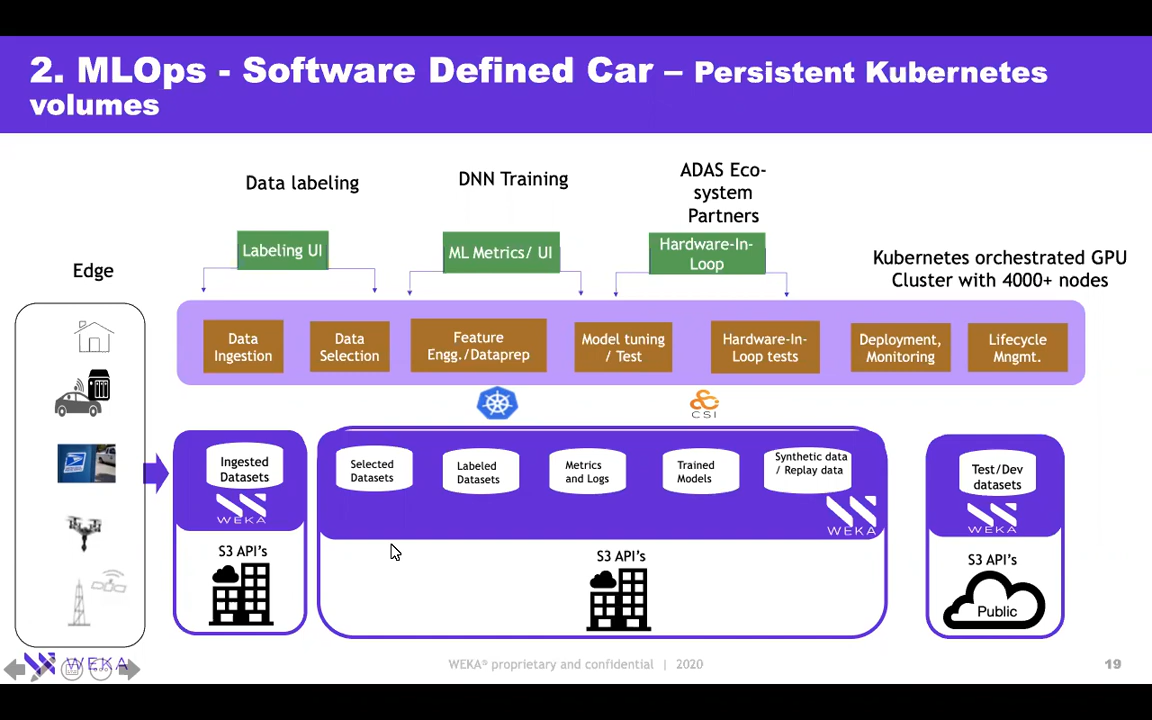 2. MLOps - Software Defined Car – Persistent Kubernetes
volumes
Data labeling
DNN Training
ADAS Eco-
system
Partners
Labeling UI
ML Metrics/ UI
Hardware-In-
Loop
Edge
Kubernetes orchestrated GPU
Cluster with 4000+ nodes
Data
Ingestion
Data
Selection
Feature
Engg./Dataprep
Model tuning
/ Test
Hardware-In-
Loop tests
Deployment,
Monitoring
Lifecycle
Mngmt.
CSI
Ingested
Datasets
WEKA
S3 API's
Selected
Datasets
Labeled
Datasets
Metrics
and Logs
Trained
Models
Synthetic data
/ Replay data
WEKA
S3 API's
Test/Dev
datasets
WEKA
S3 API's
Public
WEKA
WEKA® proprietary and confidential | 2020
19